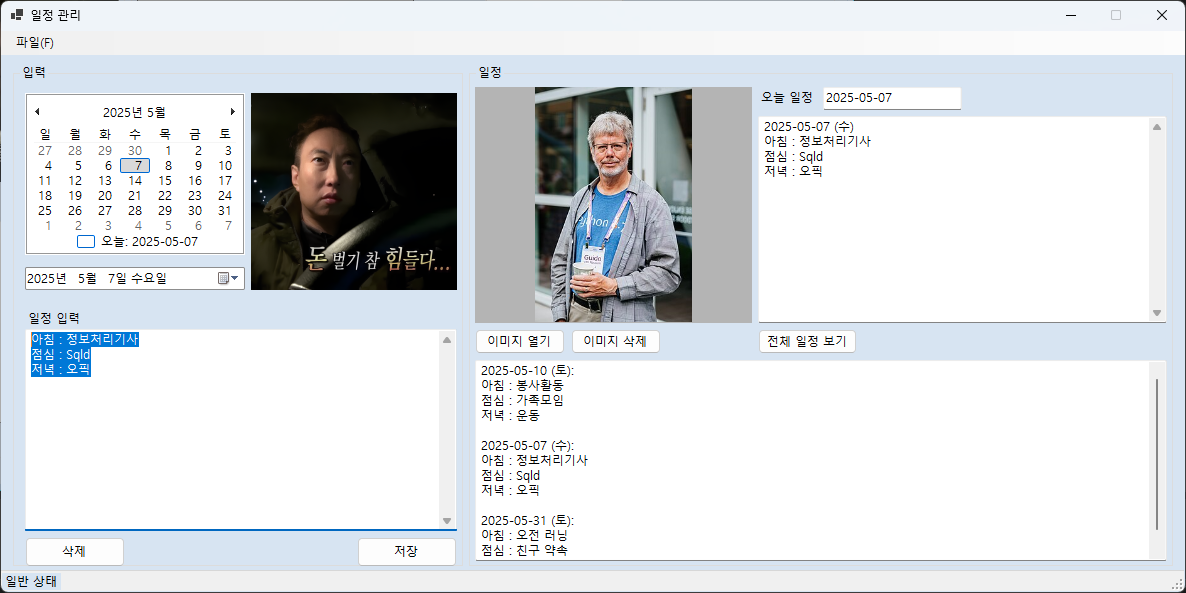 일정 관리
파일(F)
입력
2025년 5월
일 월 화 수 목 금 토
27 28 29 30 1 2 3
4 5 6 7 8 9 10
11 12 13 14 15 16 17
18 19 20 21 22 23 24
25 26 27 28 29 30 31
1 2 3 4 5 6 7
오늘: 2025-05-07
2025년 5월 7일 수요일
돈 벌기 참 힘들다...
일정 입력
아침 : 정보처리기사
점심 : Sqld
저녁 : 오픽
삭제
저장
일정
Guido
이미지 열기
이미지 삭제
오늘 일정
2025-05-07
2025-05-07 (수)
아침 : 정보처리기사
점심 : Sqld
저녁 : 오픽
전체 일정 보기
2025-05-10 (토):
아침 : 봉사활동
점심 : 가족모임
저녁 : 운동
2025-05-07 (수):
아침 : 정보처리기사
점심 : Sqld
저녁 : 오픽
2025-05-31 (토):
아침 : 오전 러닝
점심 : 친구 약속
일반 상태